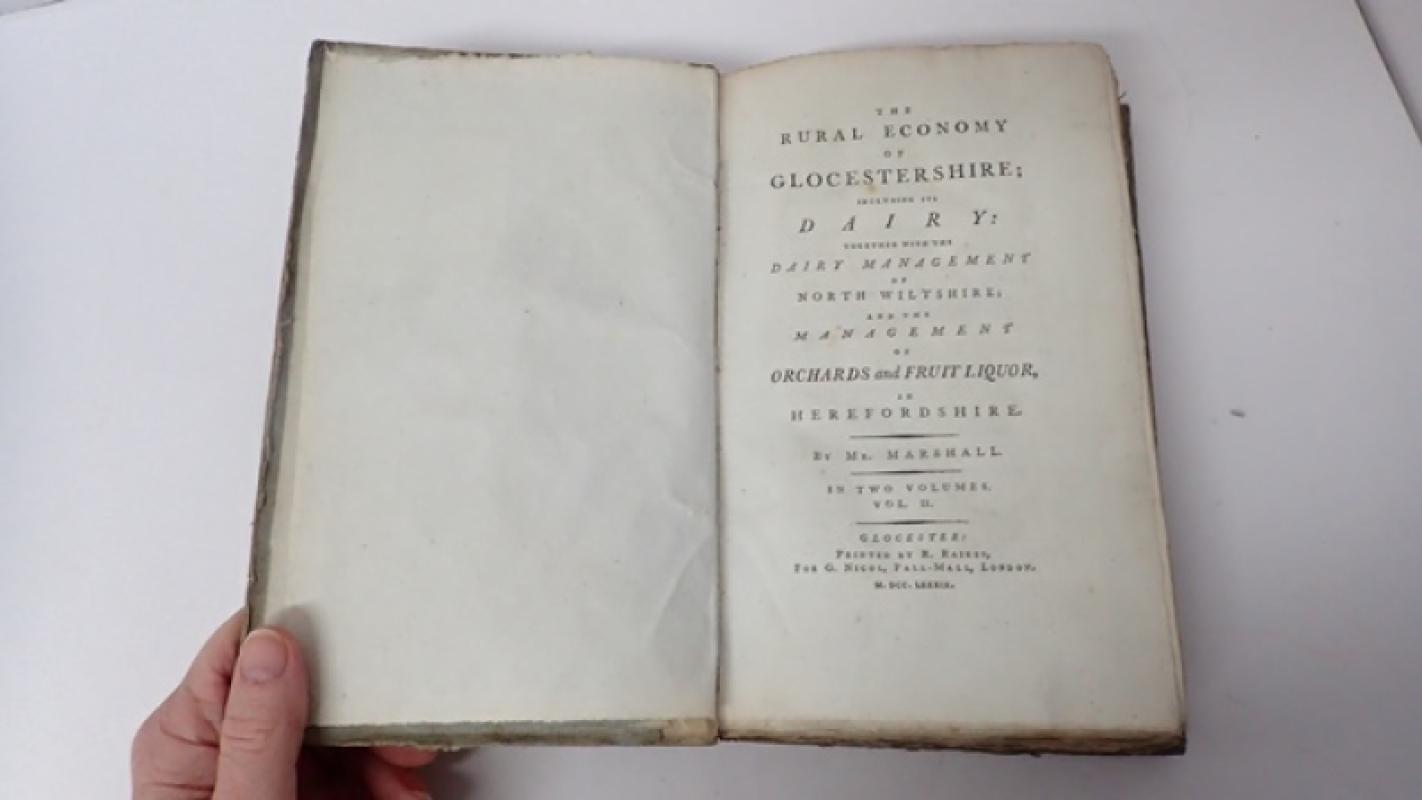 THE
RURAL ECONOMY
OF
GLOCESTERSHIRE;
INCLUDING ITS
DAIRY:
TOGETHER WITH THE
DAIRY MANAGEMENT
OF
NORTH WILTSHIRE;
AND THE
MANAGEMENT
OF
ORCHARDS and FRUIT LIQUOR,
IN
HEREFORDSHIRE.
BY MR. MARSHALL.
IN TWO VOLUMES.
VOL. II.
GLOCESTER:
PRINTED BY R. RAIKES,
FOR G. NICOL, PALL-MALL, LONDON.
M.DCC.LXXXIX.